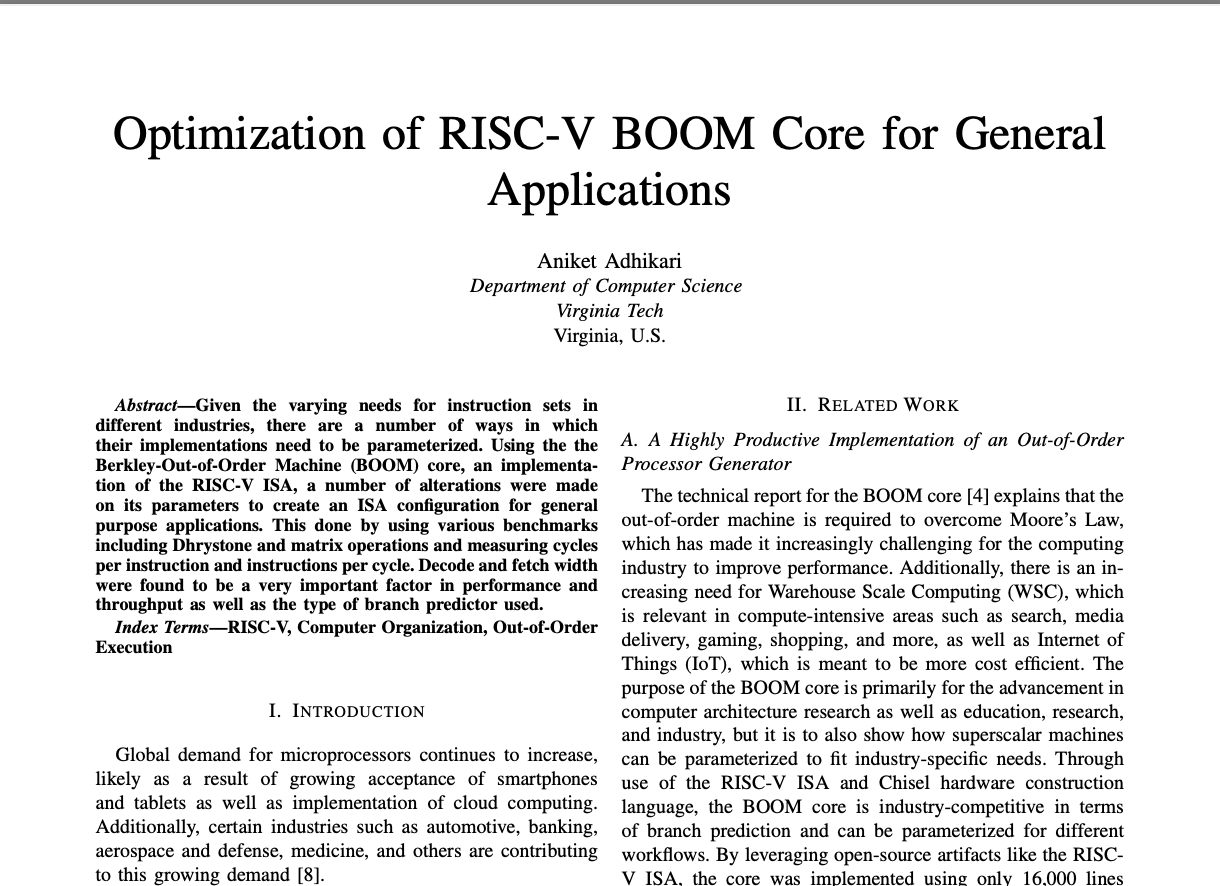 Optimization of RISC-V BOOM Core for General
Applications
Aniket Adhikari
Department of Computer Science
Virginia Tech
Virginia, U.S.
Abstract—Given the varying needs for instruction sets in
different industries, there are a number of ways in which
their implementations need to be parameterized. Using the the
Berkley-Out-of-Order Machine (BOOM) core, an implementa-
tion of the RISC-V ISA, a number of alterations were made
on its parameters to create an ISA configuration for general
purpose applications. This done by using various benchmarks
including Dhrystone and matrix operations and measuring cycles
per instruction and instructions per cycle. Decode and fetch width
were found to be a very important factor in performance and
throughput as well as the type of branch predictor used.
Index Terms—RISC-V, Computer Organization, Out-of-Order
Execution
I. INTRODUCTION
Global demand for microprocessors continues to increase,
likely as a result of growing acceptance of smartphones
and tablets as well as implementation of cloud computing.
Additionally, certain industries such as automotive, banking,
aerospace and defense, medicine, and others are contributing
to this growing demand [8].
II. RELATED WORK
A. A Highly Productive Implementation of an Out-of-Order
Processor Generator
The technical report for the BOOM core [4] explains that the
out-of-order machine is required to overcome Moore's Law,
which has made it increasingly challenging for the computing
industry to improve performance. Additionally, there is an in-
creasing need for Warehouse Scale Computing (WSC), which
is relevant in compute-intensive areas such as search, media
delivery, gaming, shopping, and more, as well as Internet of
Things (IoT), which is meant to be more cost efficient. The
purpose of the BOOM core is primarily for the advancement in
computer architecture research as well as education, research,
and industry, but it is to also show how superscalar machines
can be parameterized to fit industry-specific needs. Through
use of the RISC-V ISA and Chisel hardware construction
language, the BOOM core is industry-competitive in terms
of branch prediction and can be parameterized for different
workflows. By leveraging open-source artifacts like the RISC-
V ISA, the core was implemented using only 16,000 lines